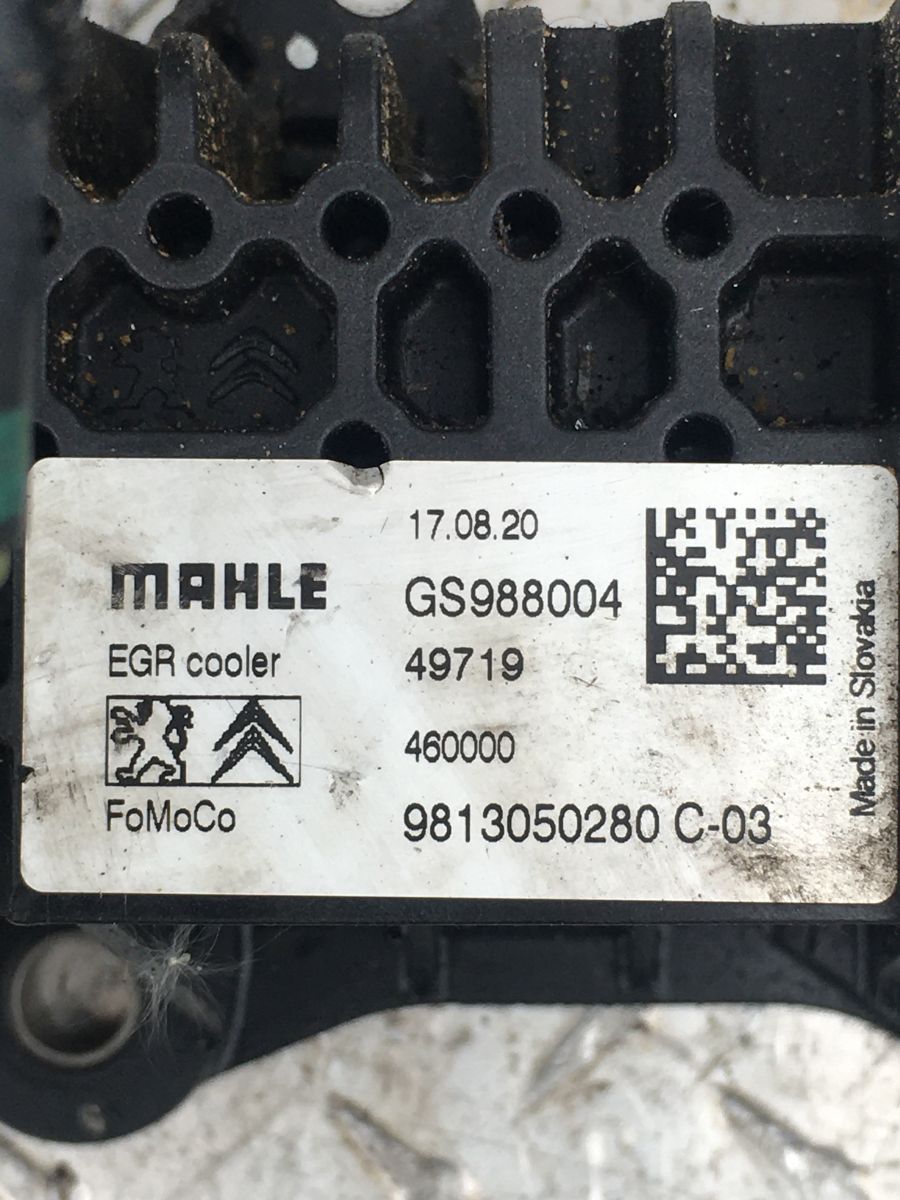 17.08.20
MAHLE
GS988004
EGR cooler
49719
460000
FoMoCo
9813050280 C-03
Made in Slovakia